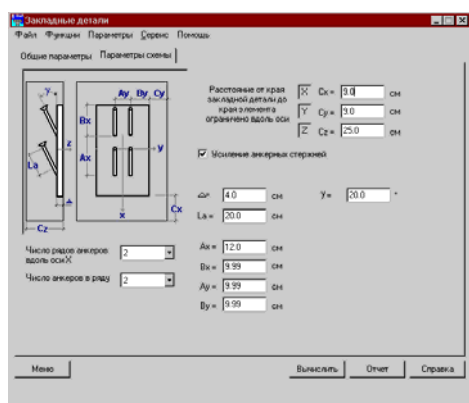 Закладные детали
Файл Функции Параметры Сервис Помощь
Общие параметры Параметры схемы
γ Ay By Cy
Bx
z y
Ax
La
x Cx
Cz
Расстояние от края закладной детали до края элемента ограничено вдоль оси
X Cx = 9.0 см
Y Cy = 9.0 см
Z Cz = 25.0 см
Усиление анкерных стержней
4.0 см γ = 20.0 °
La = 20.0 см
Число рядов анкеров вдоль оси X 2
Число анкеров в ряду 2
Ax = 12.0 см
Bx = 9.99 см
Ay = 9.99 см
By = 9.99 см
Меню Вычислить Отчет Справка